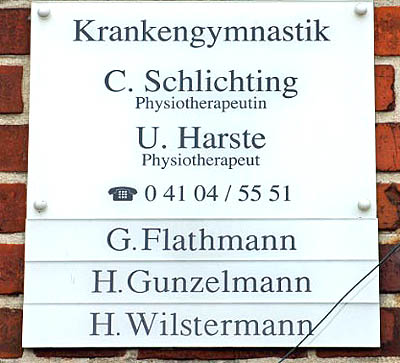 Krankengymnastik
C. Schlichting
Physiotherapeutin
U. Harste
Physiotherapeut
☎ 0 41 04 / 55 51
G. Flathmann
H. Gunzelmann
H. Wilstermann